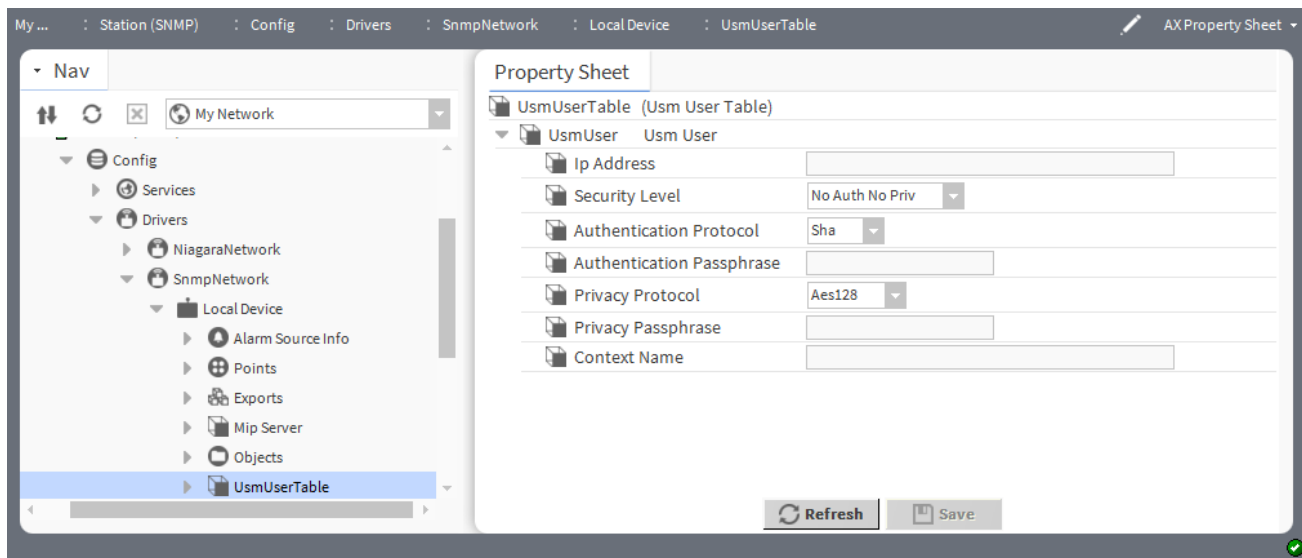 My ... : Station (SNMP) : Config : Drivers : SnmpNetwork : Local Device : UsmUserTable AX Property Sheet
Nav
My Network
Config
Services
Drivers
NiagaraNetwork
SnmpNetwork
Local Device
Alarm Source Info
Points
Exports
Mip Server
Objects
UsmUserTable
Property Sheet
UsmUserTable (Usm User Table)
UsmUser Usm User
Ip Address
Security Level No Auth No Priv
Authentication Protocol Sha
Authentication Passphrase
Privacy Protocol Aes128
Privacy Passphrase
Context Name
Refresh Save